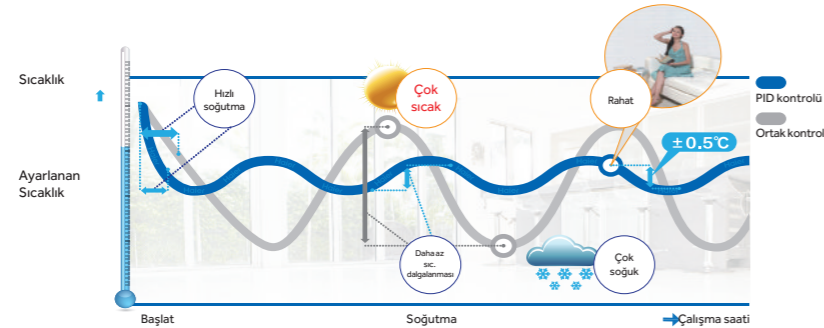 Sıcaklık
Hızlı
soğutma
Çok
sıcak
Rahat
PID kontrolü
Ortak kontrol
±0.5°C
Ayarlanan
Sıcaklık
Daha az
sıc.
dalgalanması
Çok
soğuk
Başlat
Soğutma
Çalışma saati